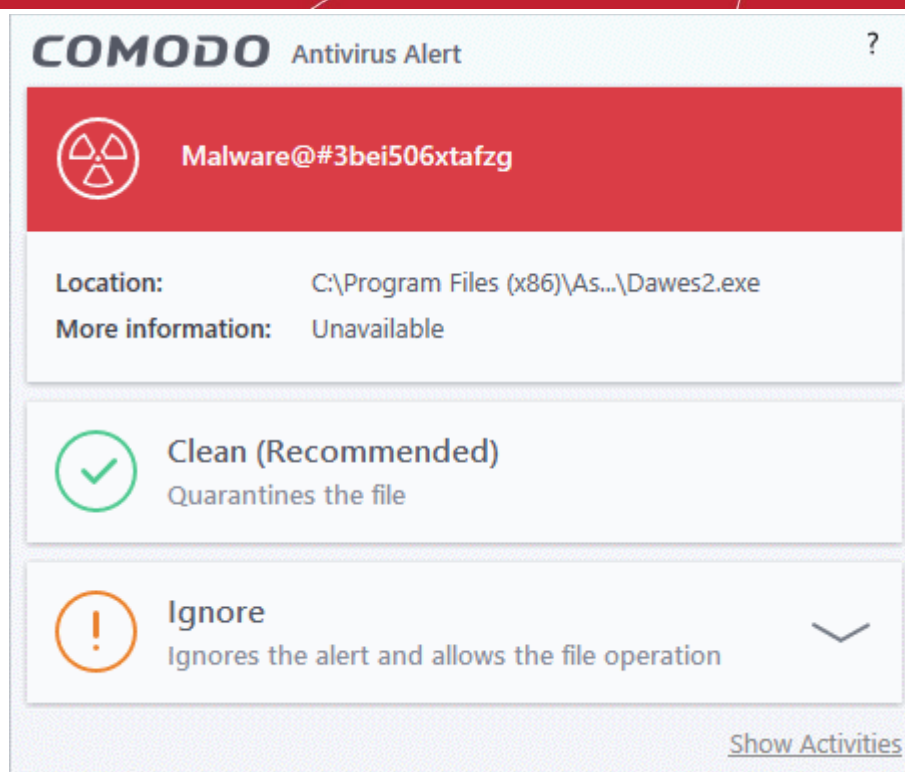 COMODO Antivirus Alert ?
Malware@#3bei506xtafzg
Location: C:\Program Files (x86)\As...\Dawes2.exe
More information: Unavailable
Clean (Recommended)
Quarantines the file
Ignore
Ignores the alert and allows the file operation
Show Activities